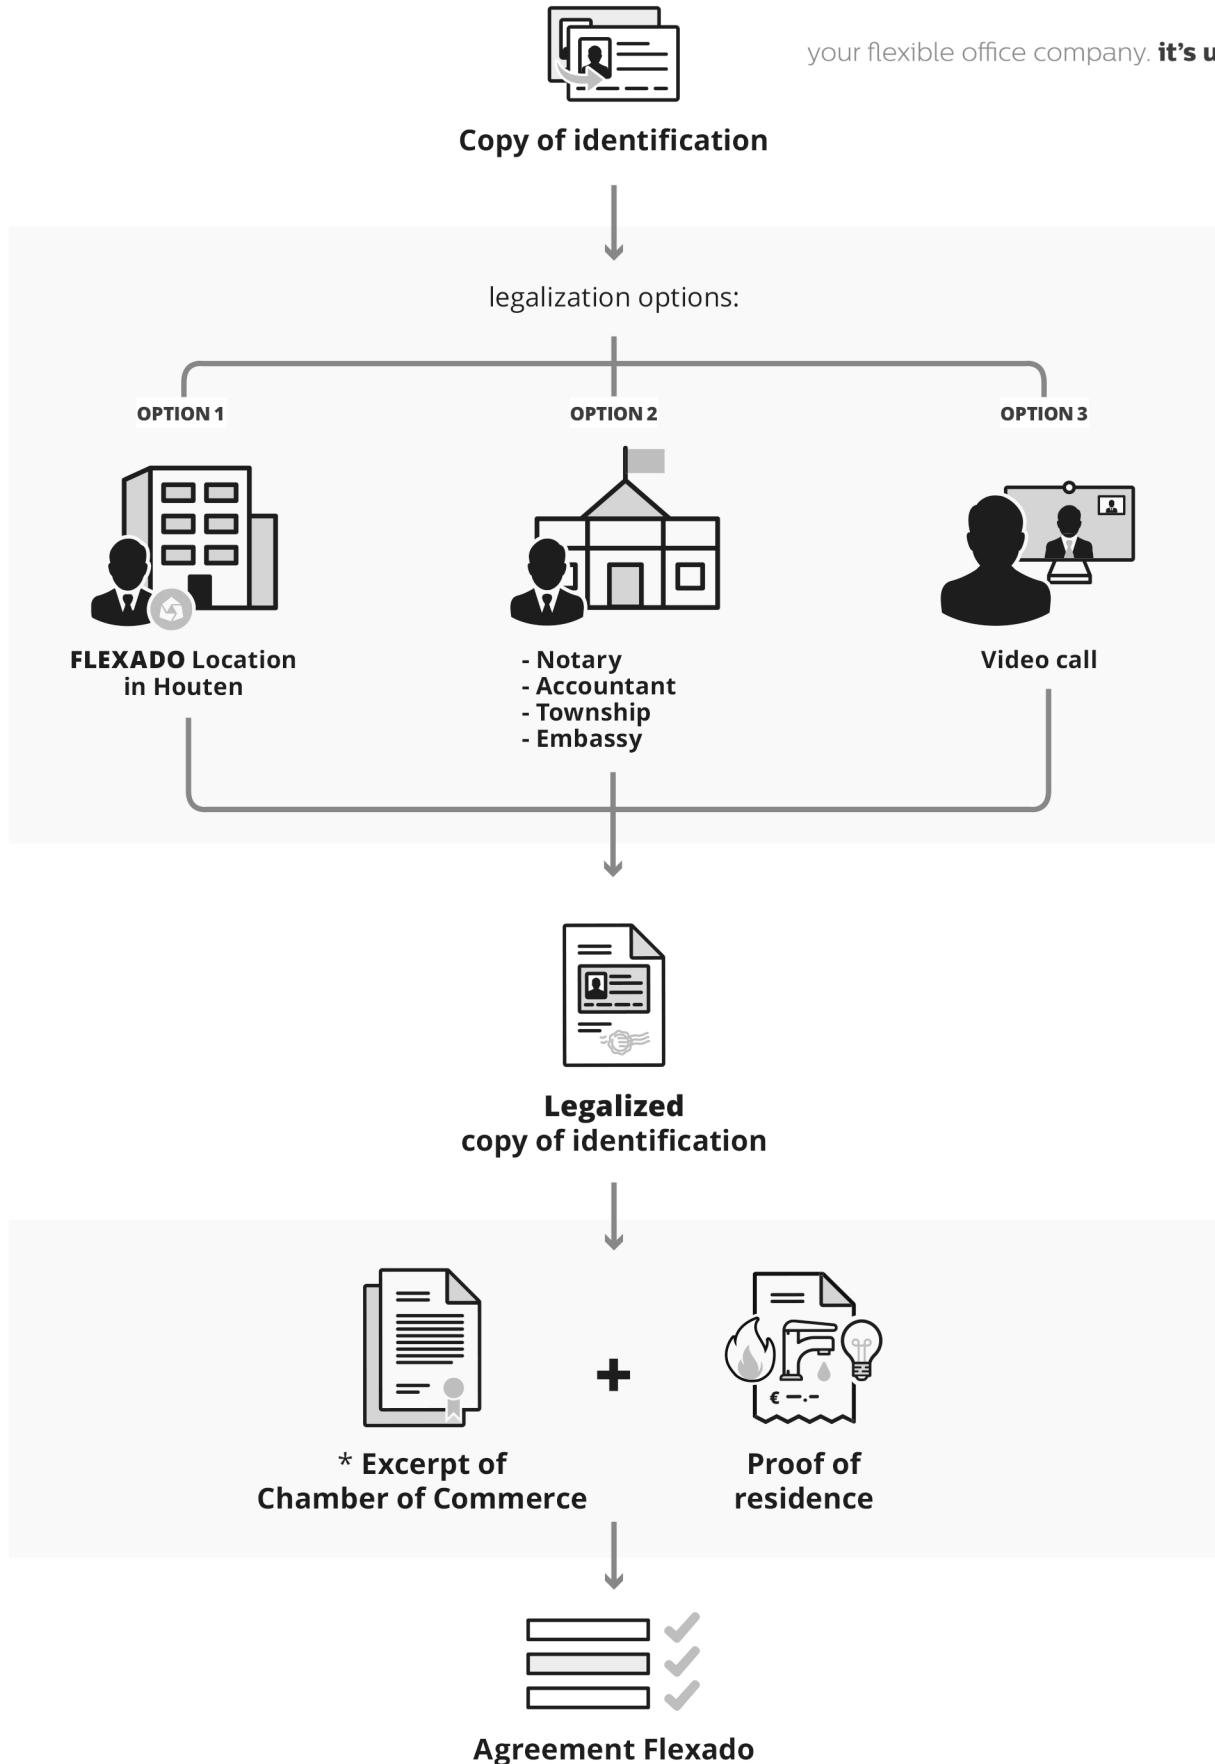 your flexible office company. it's u
Copy of identification
legalization options:
OPTION 1
OPTION 2
OPTION 3
FLEXADO Location
in Houten
- Notary
- Accountant
- Township
- Embassy
Video call
Legalized
copy of identification
€ —.-
+
* Excerpt of
Chamber of Commerce
Proof of
residence
Agreement Flexado